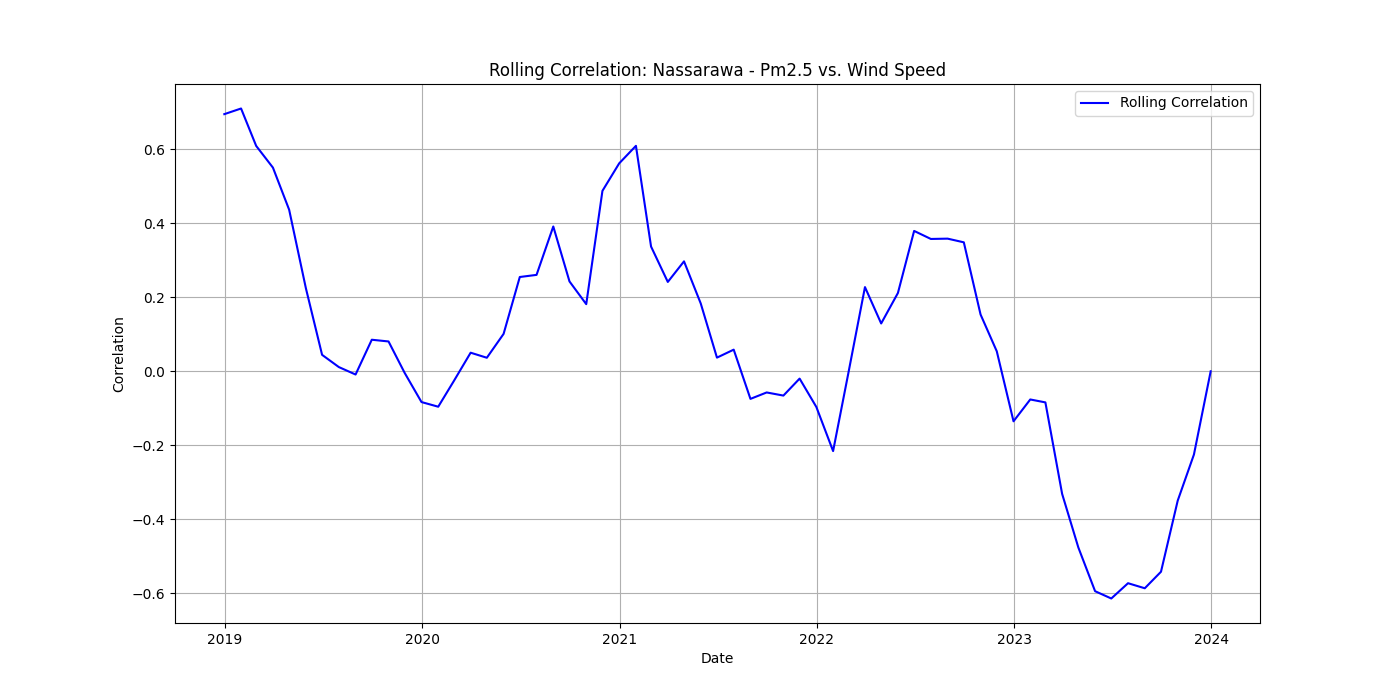 Rolling Correlation: Nassarawa - Pm2.5 vs. Wind Speed
Rolling Correlation
Correlation
0.6
0.4
0.2
0.0
−0.2
−0.4
−0.6
2019 2020 2021 2022 2023 2024
Date